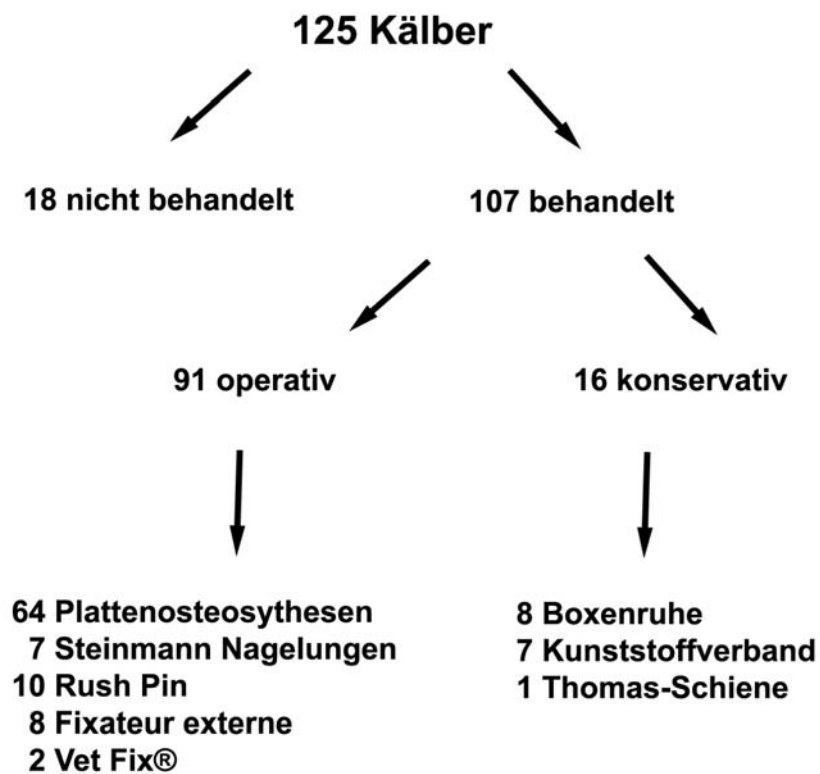 125 Kälber
18 nicht behandelt
107 behandelt
91 operativ
16 konservativ
64 Plattenosteosythesen
7 Steinmann Nagelungen
10 Rush Pin
8 Fixateur externe
2 Vet Fix®
8 Boxenruhe
7 Kunststoffverband
1 Thomas-Schiene